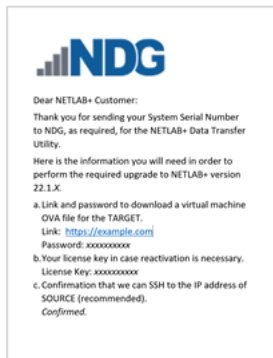 NDG
Dear NETLAB+ Customer:
Thank you for sending your System Serial Number
to NDG, as required, for the NETLAB+ Data Transfer
Utility.
Here is the information you will need in order to
perform the required upgrade to NETLAB+ version
22.1.X.
a. Link and password to download a virtual machine
OVA file for the TARGET.
Link: https://example.com
Password: xxxxxxxxxx
b. Your license key in case reactivation is necessary.
License Key: xxxxxxxxxx
c. Confirmation that we can SSH to the IP address of
SOURCE (recommended).
Confirmed.